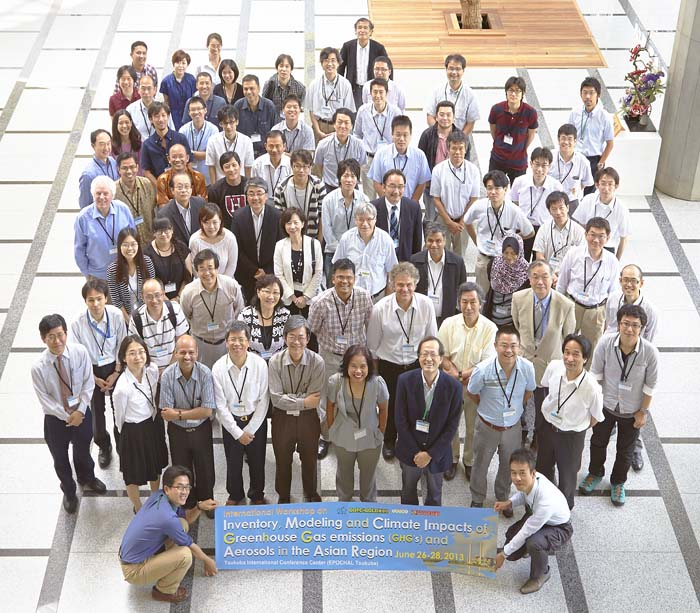 International Workshop on
Inventory, Modeling and Climate Impacts of
Greenhouse Gas emissions (GHG's) and
Aerosols in the Asian Region June 26-28, 2013
Tsukuba International Conference Center (EPOCHAL Tsukuba)